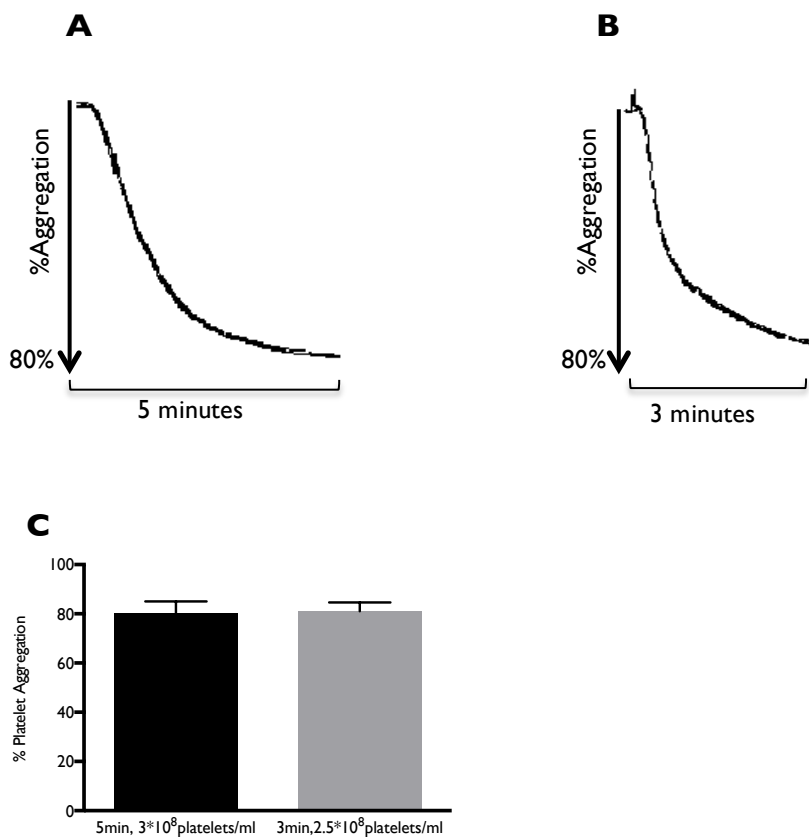 A
%Aggregation
80%
5 minutes
B
%Aggregation
80%
3 minutes
C
% Platelet Aggregation
100
80
60
40
20
0
5min, 3*10⁸platelets/ml
3min,2.5*10⁸platelets/ml